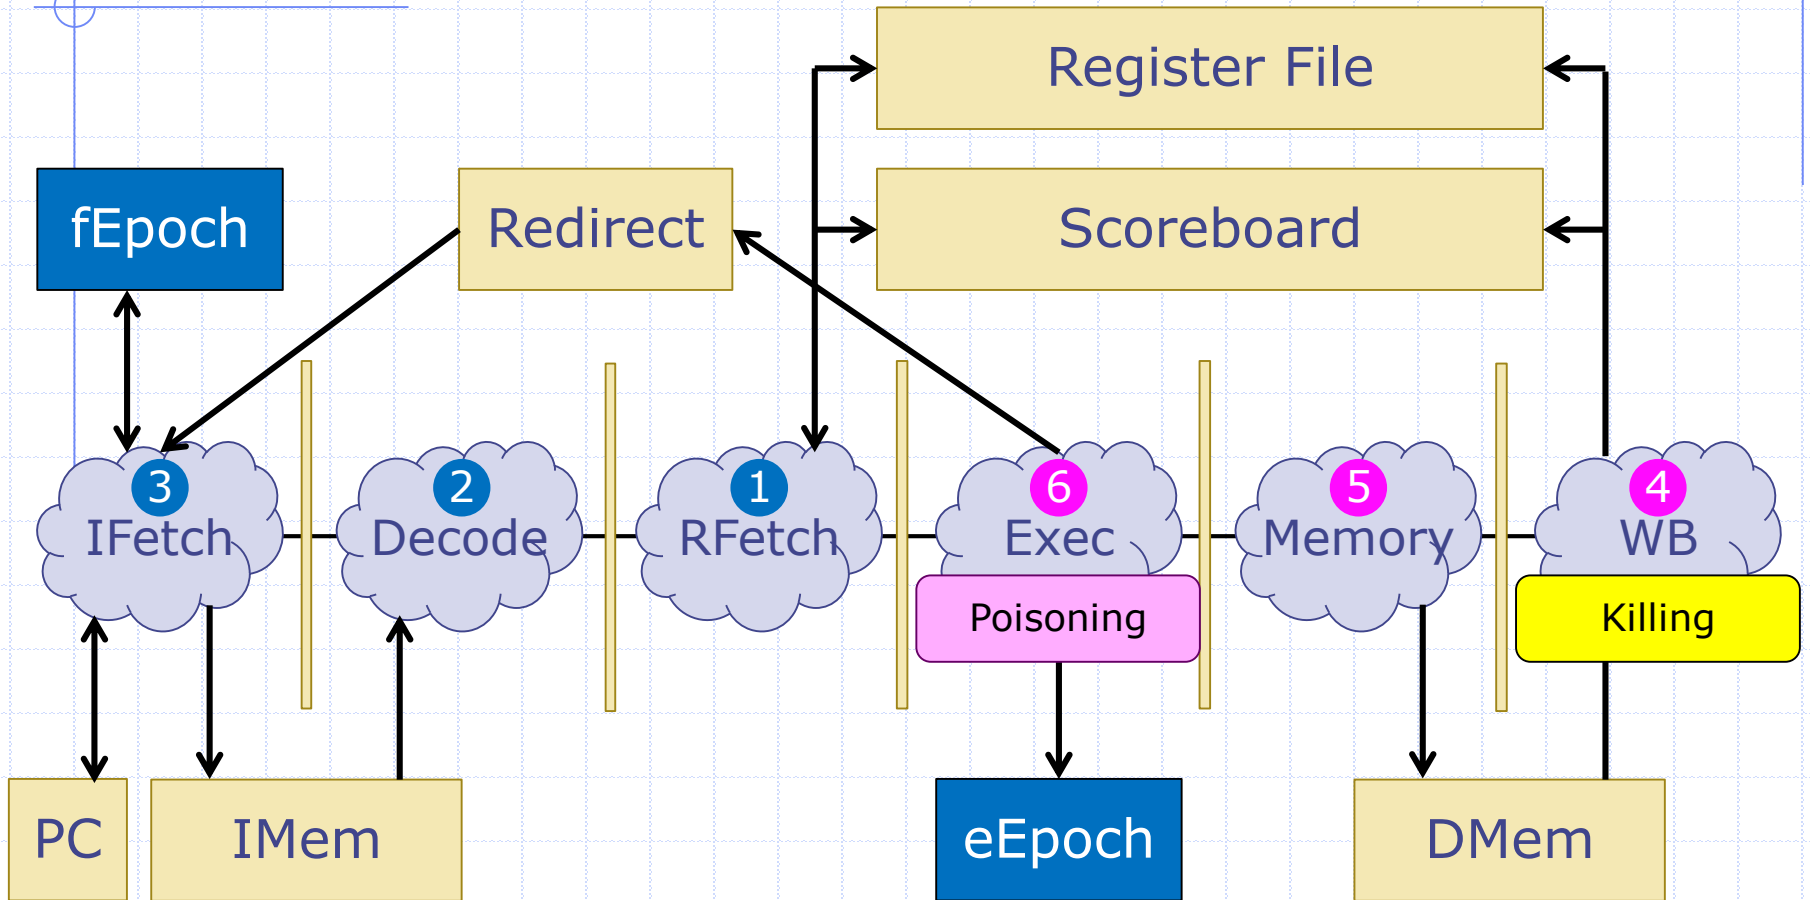 Register File
fEpoch
Redirect
Scoreboard
3
2
1
6
5
4
IFetch
Decode
RFetch
Exec
Memory
WB
Poisoning
Killing
PC
IMem
eEpoch
DMem